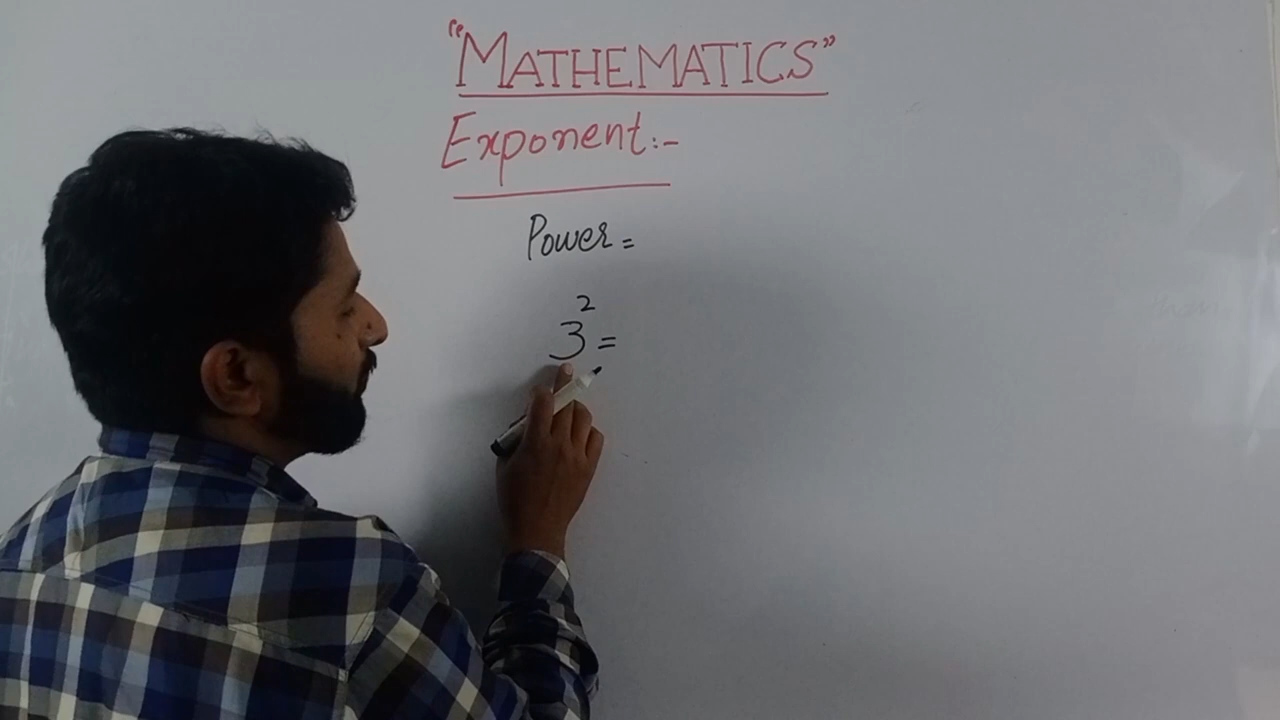 "MATHEMATICS"
Exponent:-
Power =
3² =